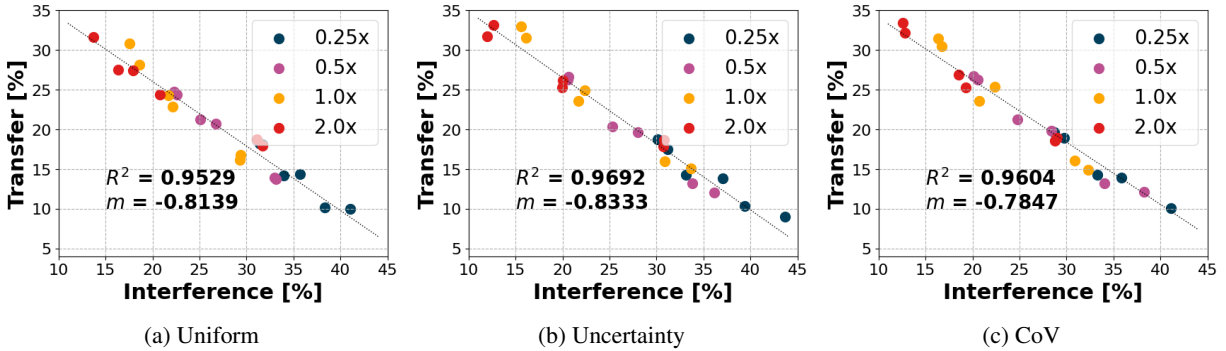 35
30
25
20
15
10
5
Transfer [%]
10 15 20 25 30 35 40 45
Interference [%]
0.25x
0.5x
1.0x
2.0x
R² = 0.9529
m = -0.8139
(a) Uniform
35
30
25
20
15
10
5
Transfer [%]
10 15 20 25 30 35 40 45
Interference [%]
0.25x
0.5x
1.0x
2.0x
R² = 0.9692
m = -0.8333
(b) Uncertainty
35
30
25
20
15
10
5
Transfer [%]
10 15 20 25 30 35 40 45
Interference [%]
0.25x
0.5x
1.0x
2.0x
R² = 0.9604
m = -0.7847
(c) CoV